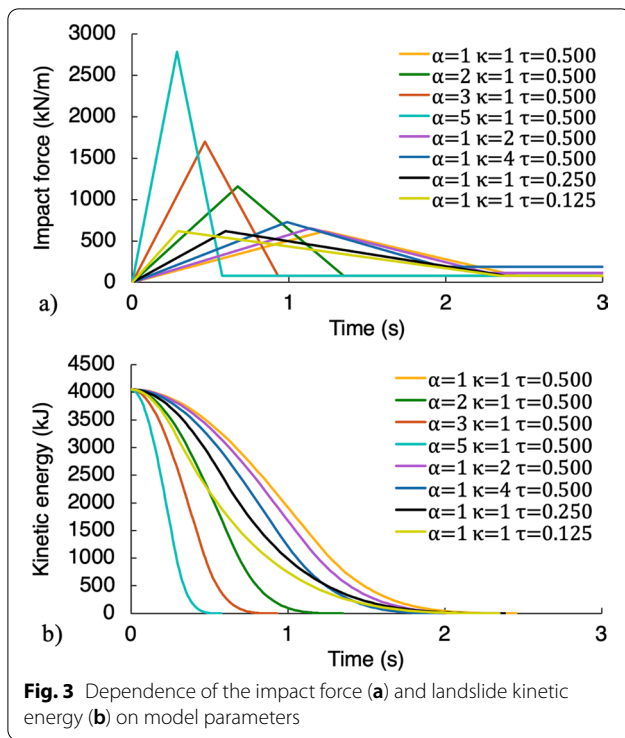 3000
2500
2000
1500
1000
500
0
Impact force (kN/m)
α=1 κ=1 τ=0.500
α=2 κ=1 τ=0.500
α=3 κ=1 τ=0.500
α=5 κ=1 τ=0.500
α=1 κ=2 τ=0.500
α=1 κ=4 τ=0.500
α=1 κ=1 τ=0.250
α=1 κ=1 τ=0.125
0 1 2 3
a)
Time (s)
4500
4000
3500
3000
2500
2000
1500
1000
500
0
Kinetic energy (kJ)
α=1 κ=1 τ=0.500
α=2 κ=1 τ=0.500
α=3 κ=1 τ=0.500
α=5 κ=1 τ=0.500
α=1 κ=2 τ=0.500
α=1 κ=4 τ=0.500
α=1 κ=1 τ=0.250
α=1 κ=1 τ=0.125
0 1 2 3
b)
Time (s)
Fig. 3 Dependence of the impact force (a) and landslide kinetic
energy (b) on model parameters